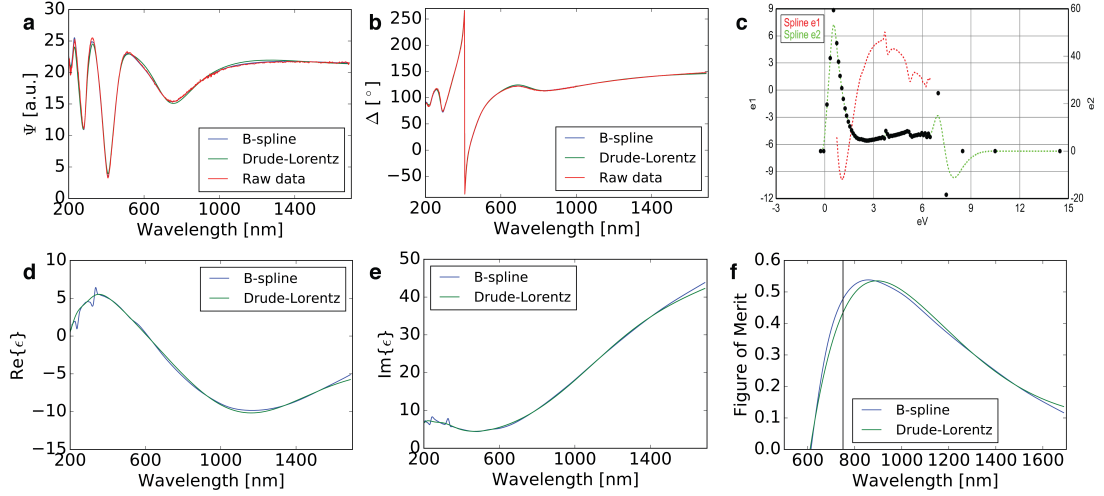 a
30
25
20
15
10
5
0
Ψ [a.u.]
B-spline
Drude-Lorentz
Raw data
200 600 1000 1400
Wavelength [nm]
b
250
200
150
100
50
0
−50
Δ [°]
B-spline
Drude-Lorentz
Raw data
200 600 1000 1400
Wavelength [nm]
c
Spline e1
Spline e2
9
6
3
0
-3
-6
-9
-12
e1
60
40
20
0
-20
e2
-3 0 3 6 9 12 15
eV
d
10
5
0
−5
−10
−15
Re{ϵ}
B-spline
Drude-Lorentz
200 600 1000 1400
Wavelength [nm]
e
50
40
30
20
10
0
Im{ϵ}
B-spline
Drude-Lorentz
200 600 1000 1400
Wavelength [nm]
f
0.6
0.5
0.4
0.3
0.2
0.1
0.0
Figure of Merit
B-spline
Drude-Lorentz
600 800 1000 1200 1400 1600
Wavelength [nm]